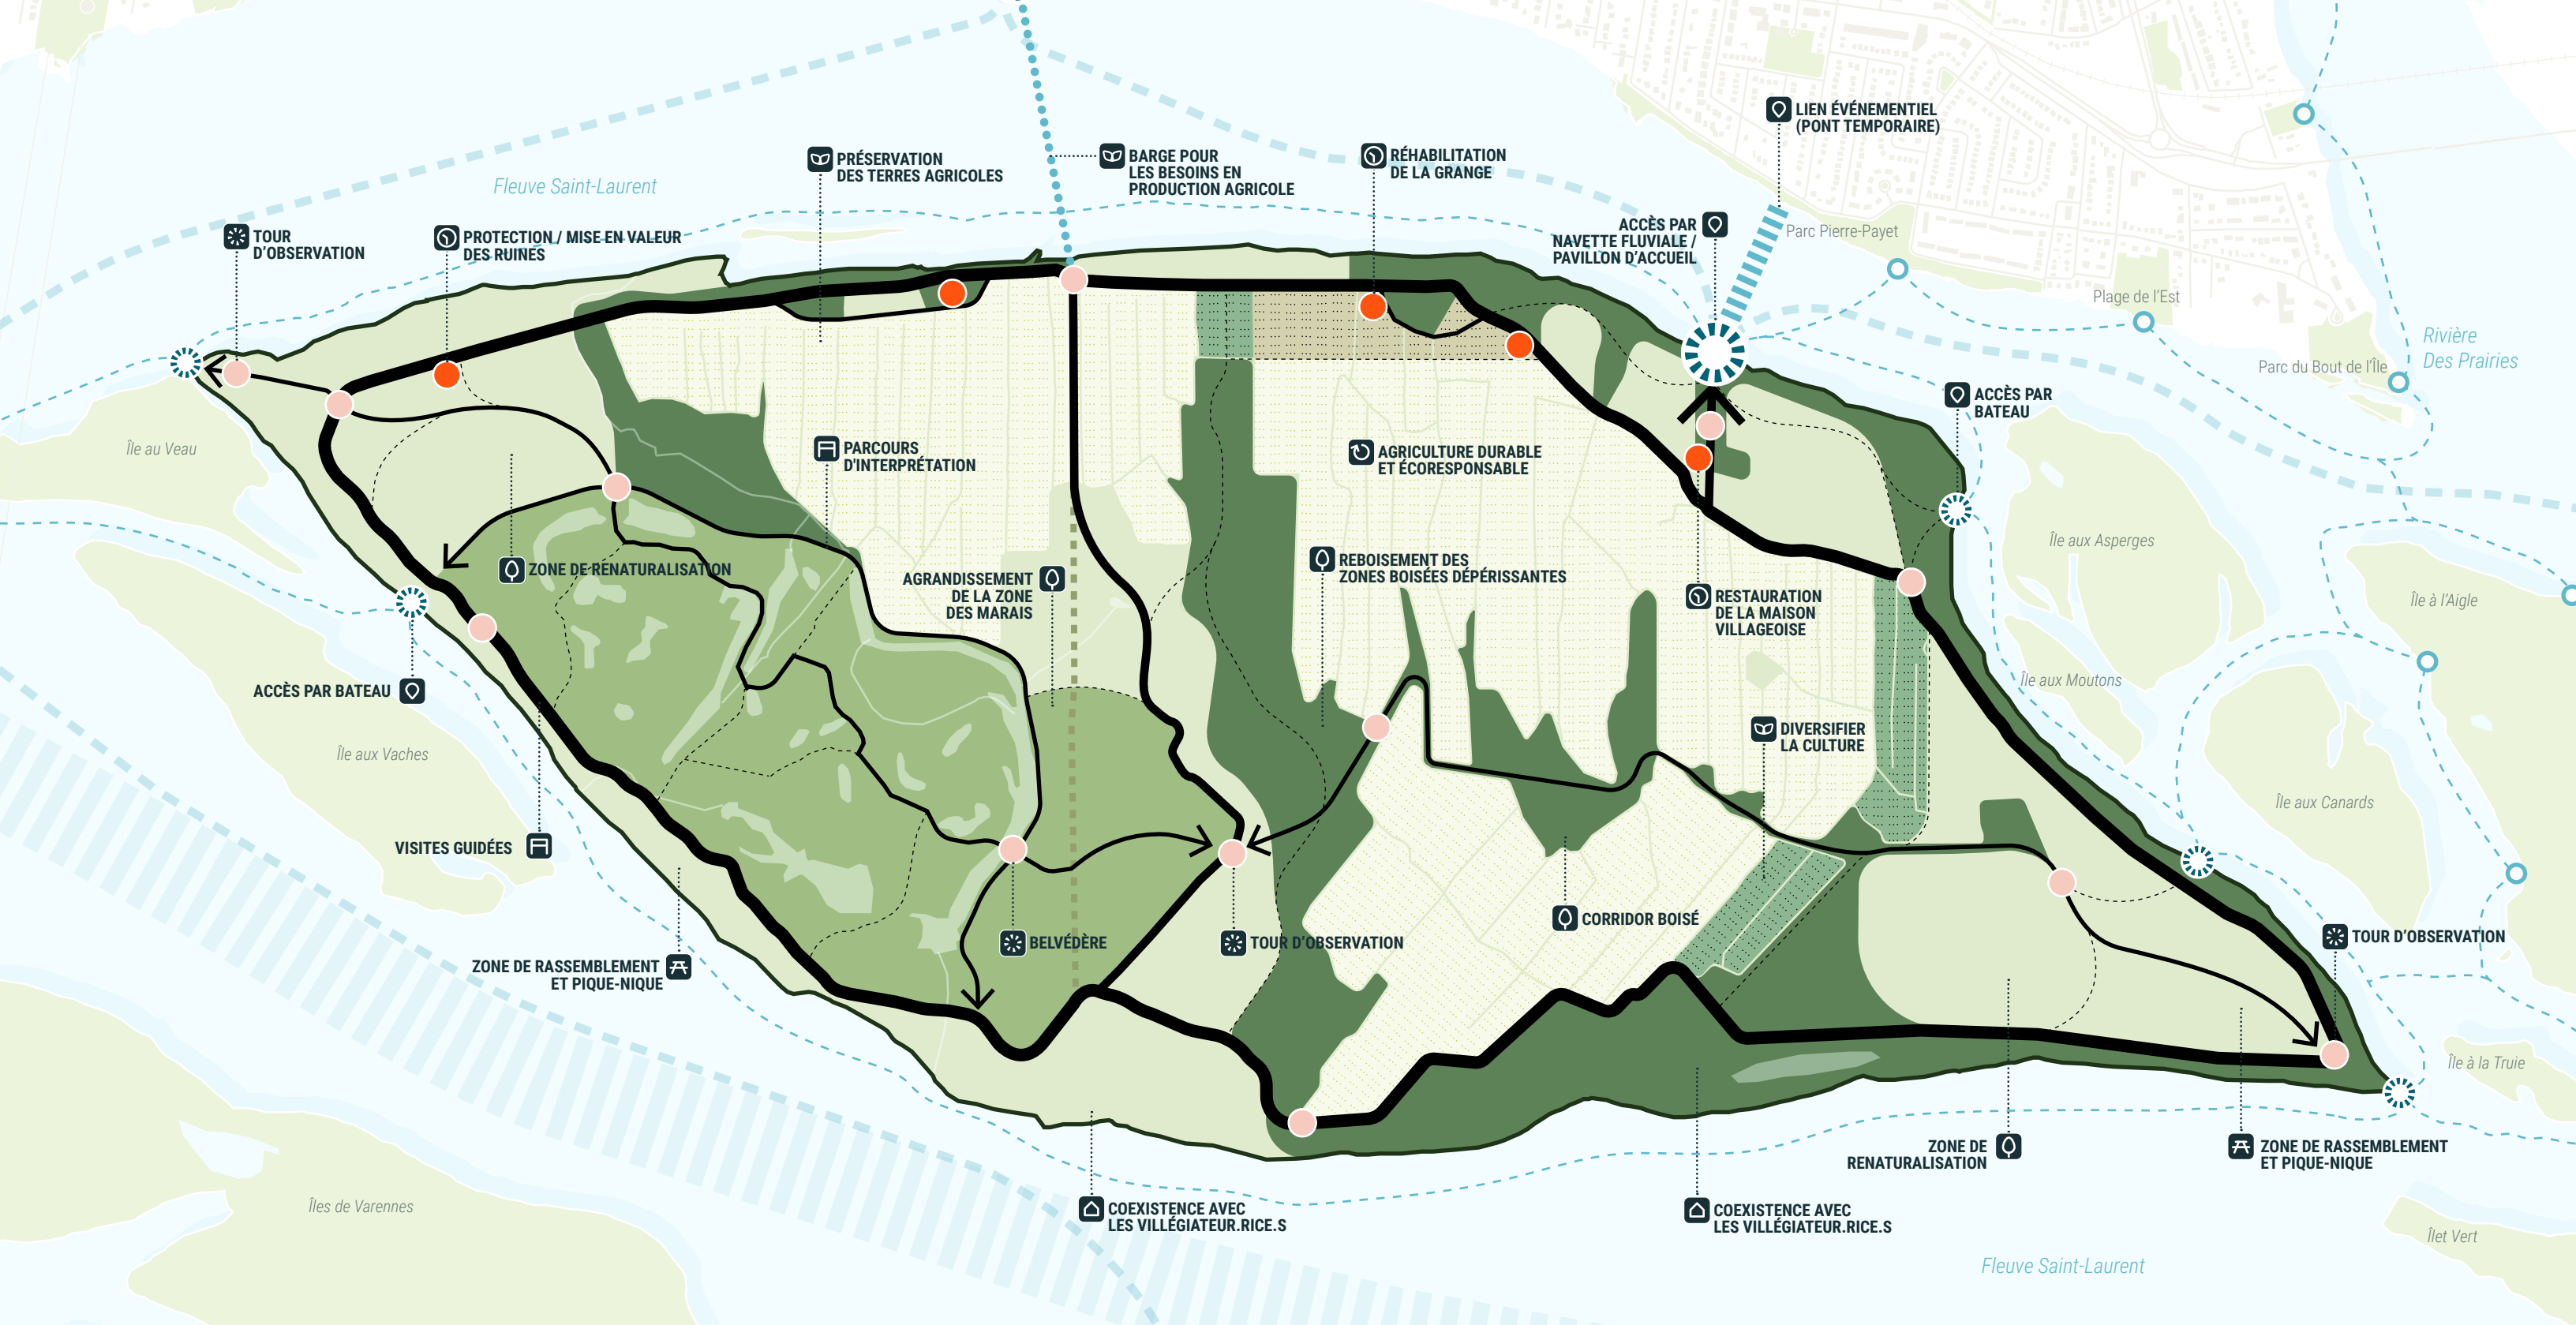 LIEN ÉVÉNEMENTIEL
(PONT TEMPORAIRE)
PRÉSERVATION
DES TERRES AGRICOLES
BARGE POUR
LES BESOINS EN
PRODUCTION AGRICOLE
RÉHABILITATION
DE LA GRANGE
Fleuve Saint-Laurent
TOUR
D'OBSERVATION
PROTECTION / MISE EN VALEUR
DES RUINES
ACCÈS PAR
NAVETTE FLUVIALE /
PAVILLON D'ACCUEIL
Parc Pierre-Payet
Plage de l'Est
Rivière
Des Prairies
Parc du Bout de l'Île
ACCÈS PAR
BATEAU
Île au Veau
PARCOURS
D'INTERPRÉTATION
AGRICULTURE DURABLE
ET ÉCORESPONSABLE
Île aux Asperges
ZONE DE RENATURALISATION
AGRANDISSEMENT
DE LA ZONE
DES MARAIS
REBOISEMENT DES
ZONES BOISÉES DÉPÉRISSANTES
RESTAURATION
DE LA MAISON
VILLAGEOISE
Île à l'Aigle
Île aux Moutons
ACCÈS PAR BATEAU
Île aux Vaches
DIVERSIFIER
LA CULTURE
Île aux Canards
VISITES GUIDÉES
CORRIDOR BOISÉ
BELVÉDÈRE
TOUR D'OBSERVATION
TOUR D'OBSERVATION
ZONE DE RASSEMBLEMENT
ET PIQUE-NIQUE
Île à la Truie
ZONE DE
RENATURALISATION
ZONE DE RASSEMBLEMENT
ET PIQUE-NIQUE
Îles de Varennes
COEXISTENCE AVEC
LES VILLÉGIATEUR.RICE.S
COEXISTENCE AVEC
LES VILLÉGIATEUR.RICE.S
Îlet Vert
Fleuve Saint-Laurent